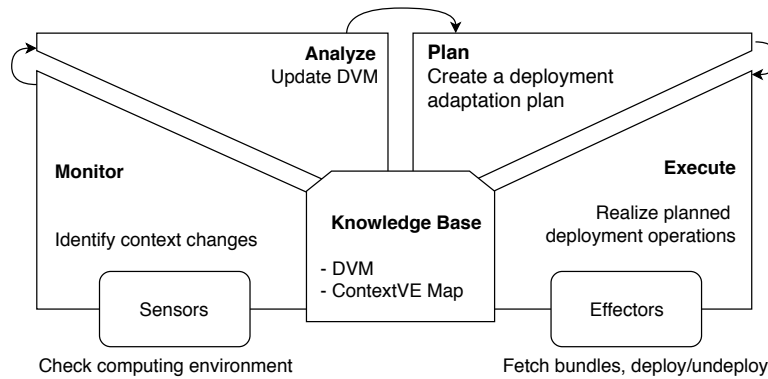 Analyze
Update DVM
Plan
Create a deployment
adaptation plan
Monitor
Identify context changes
Knowledge Base
- DVM
- ContextVE Map
Execute
Realize planned
deployment operations
Sensors
Effectors
Check computing environment
Fetch bundles, deploy/undeploy